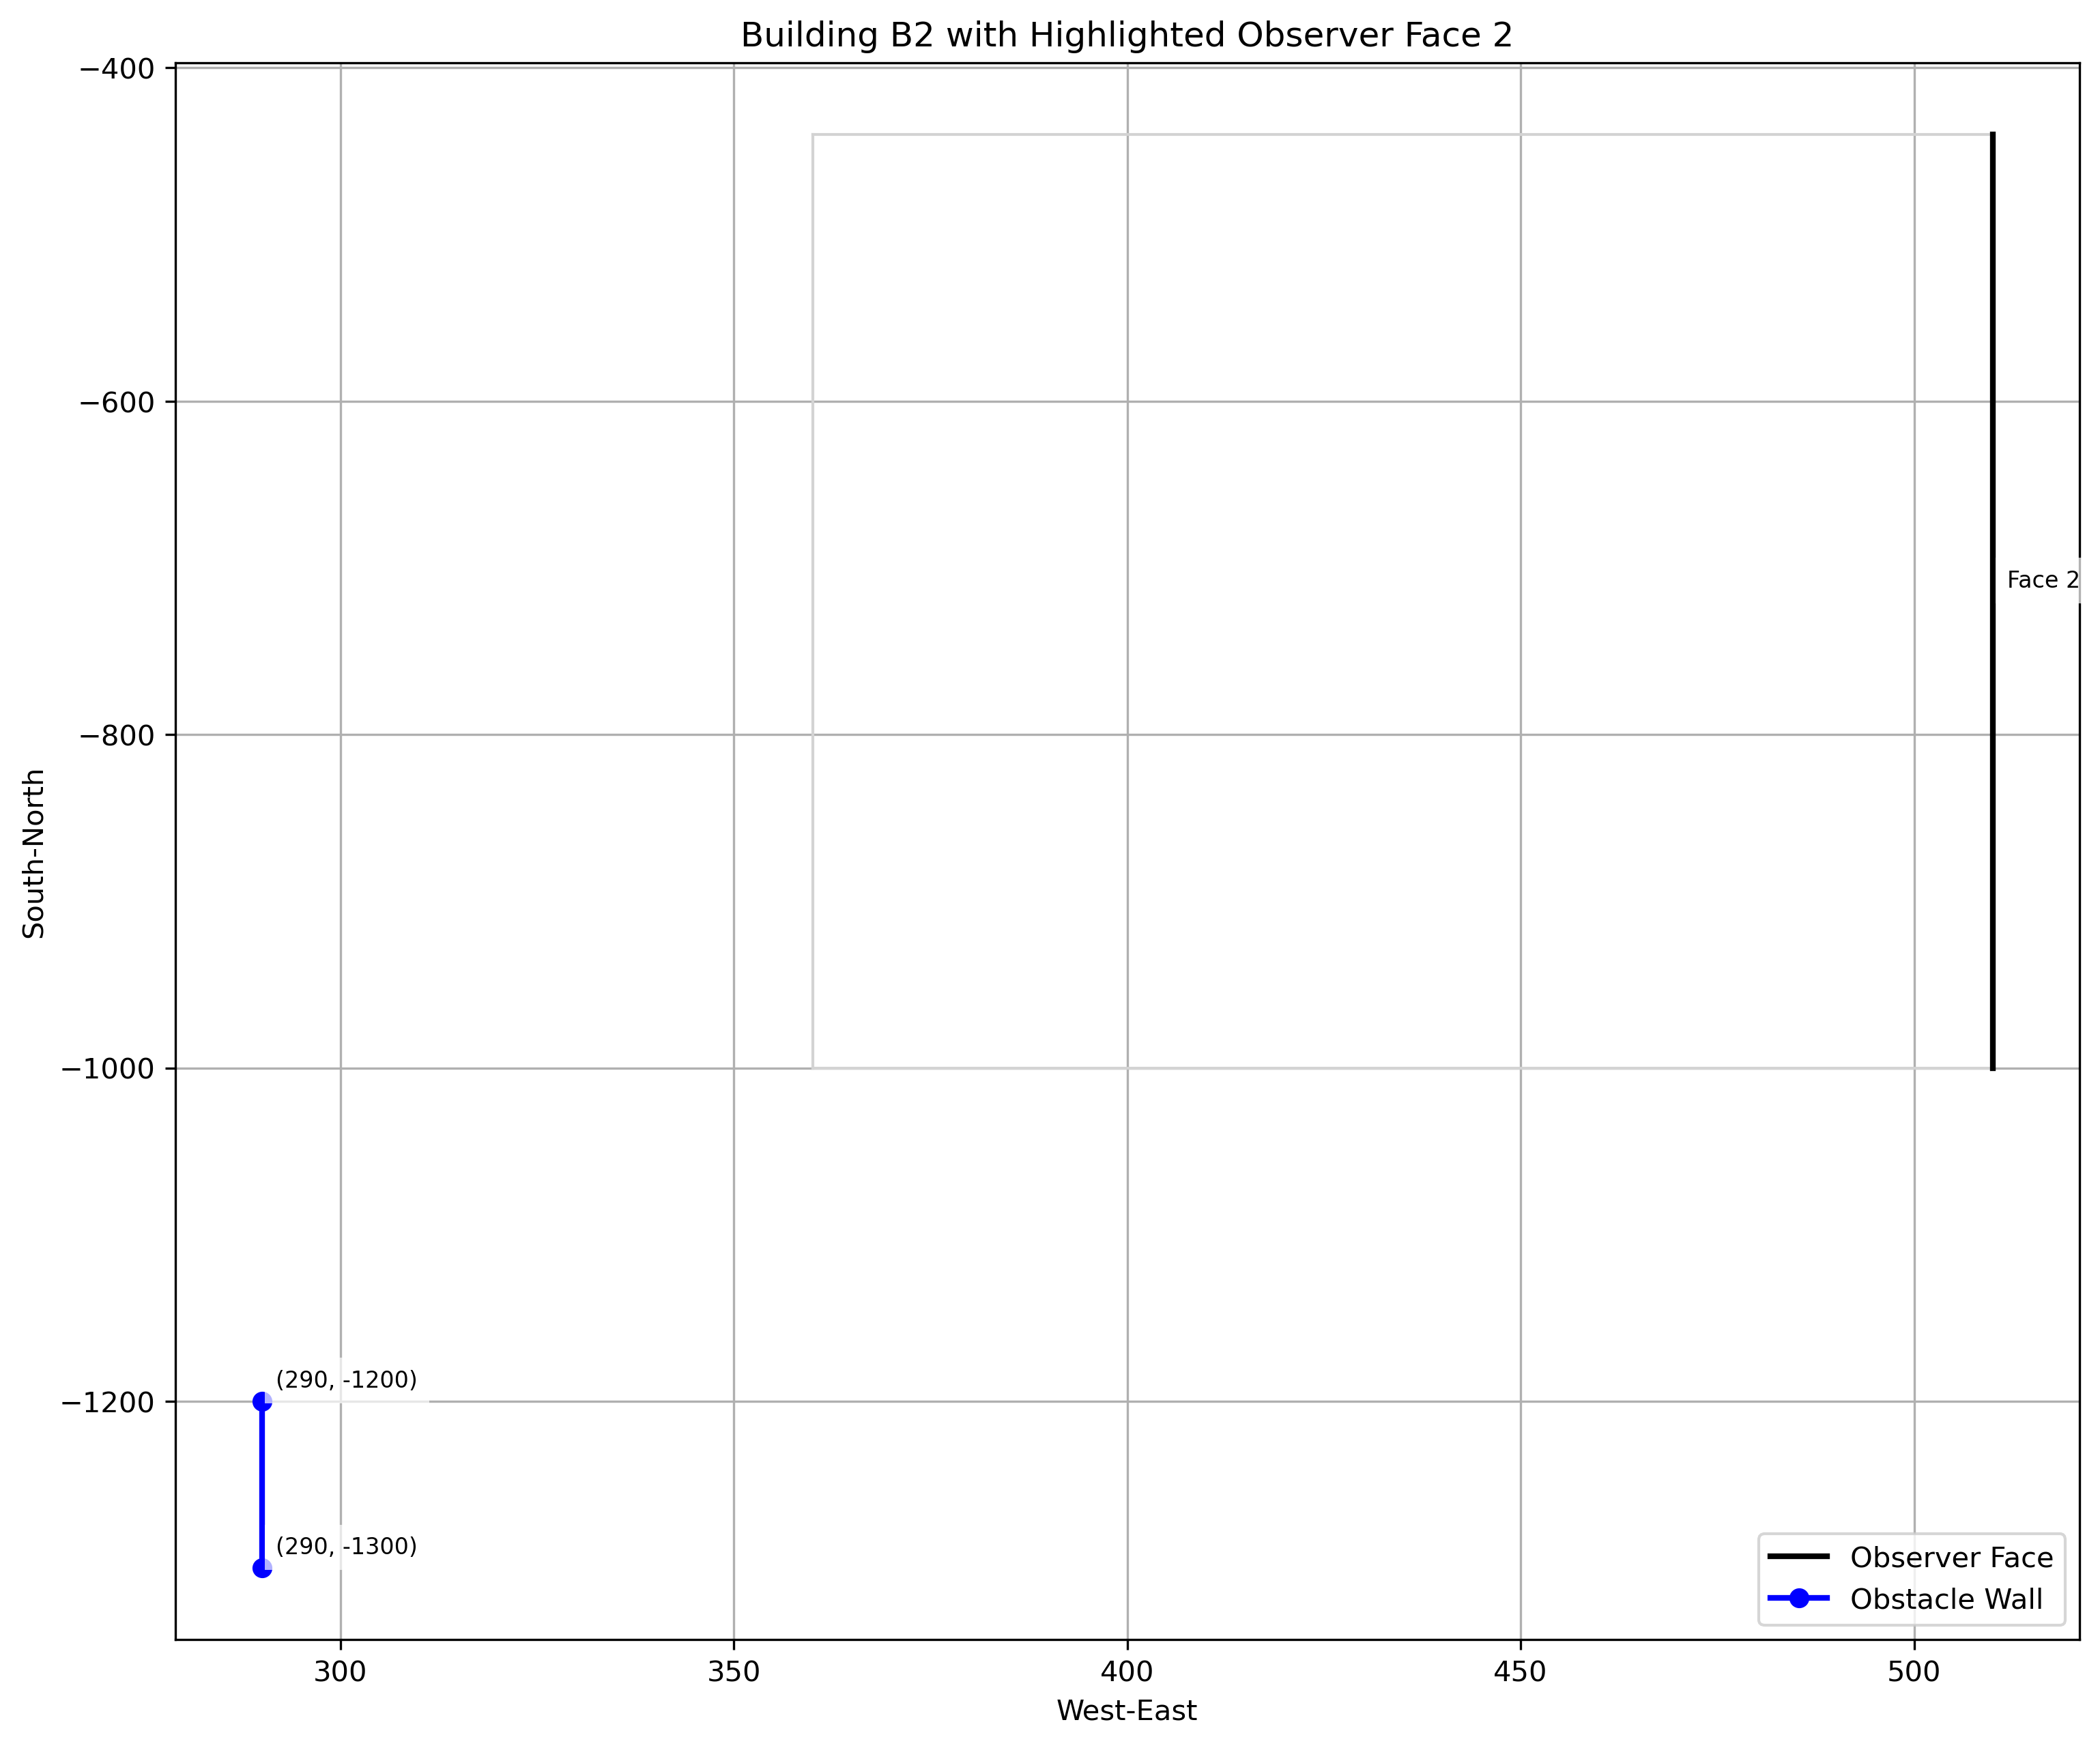 Building B2 with Highlighted Observer Face 2
−400
−600
−800
−1000
−1200
South-North
Face 2
(290, -1200)
(290, -1300)
Observer Face
Obstacle Wall
300
350
400
450
500
West-East